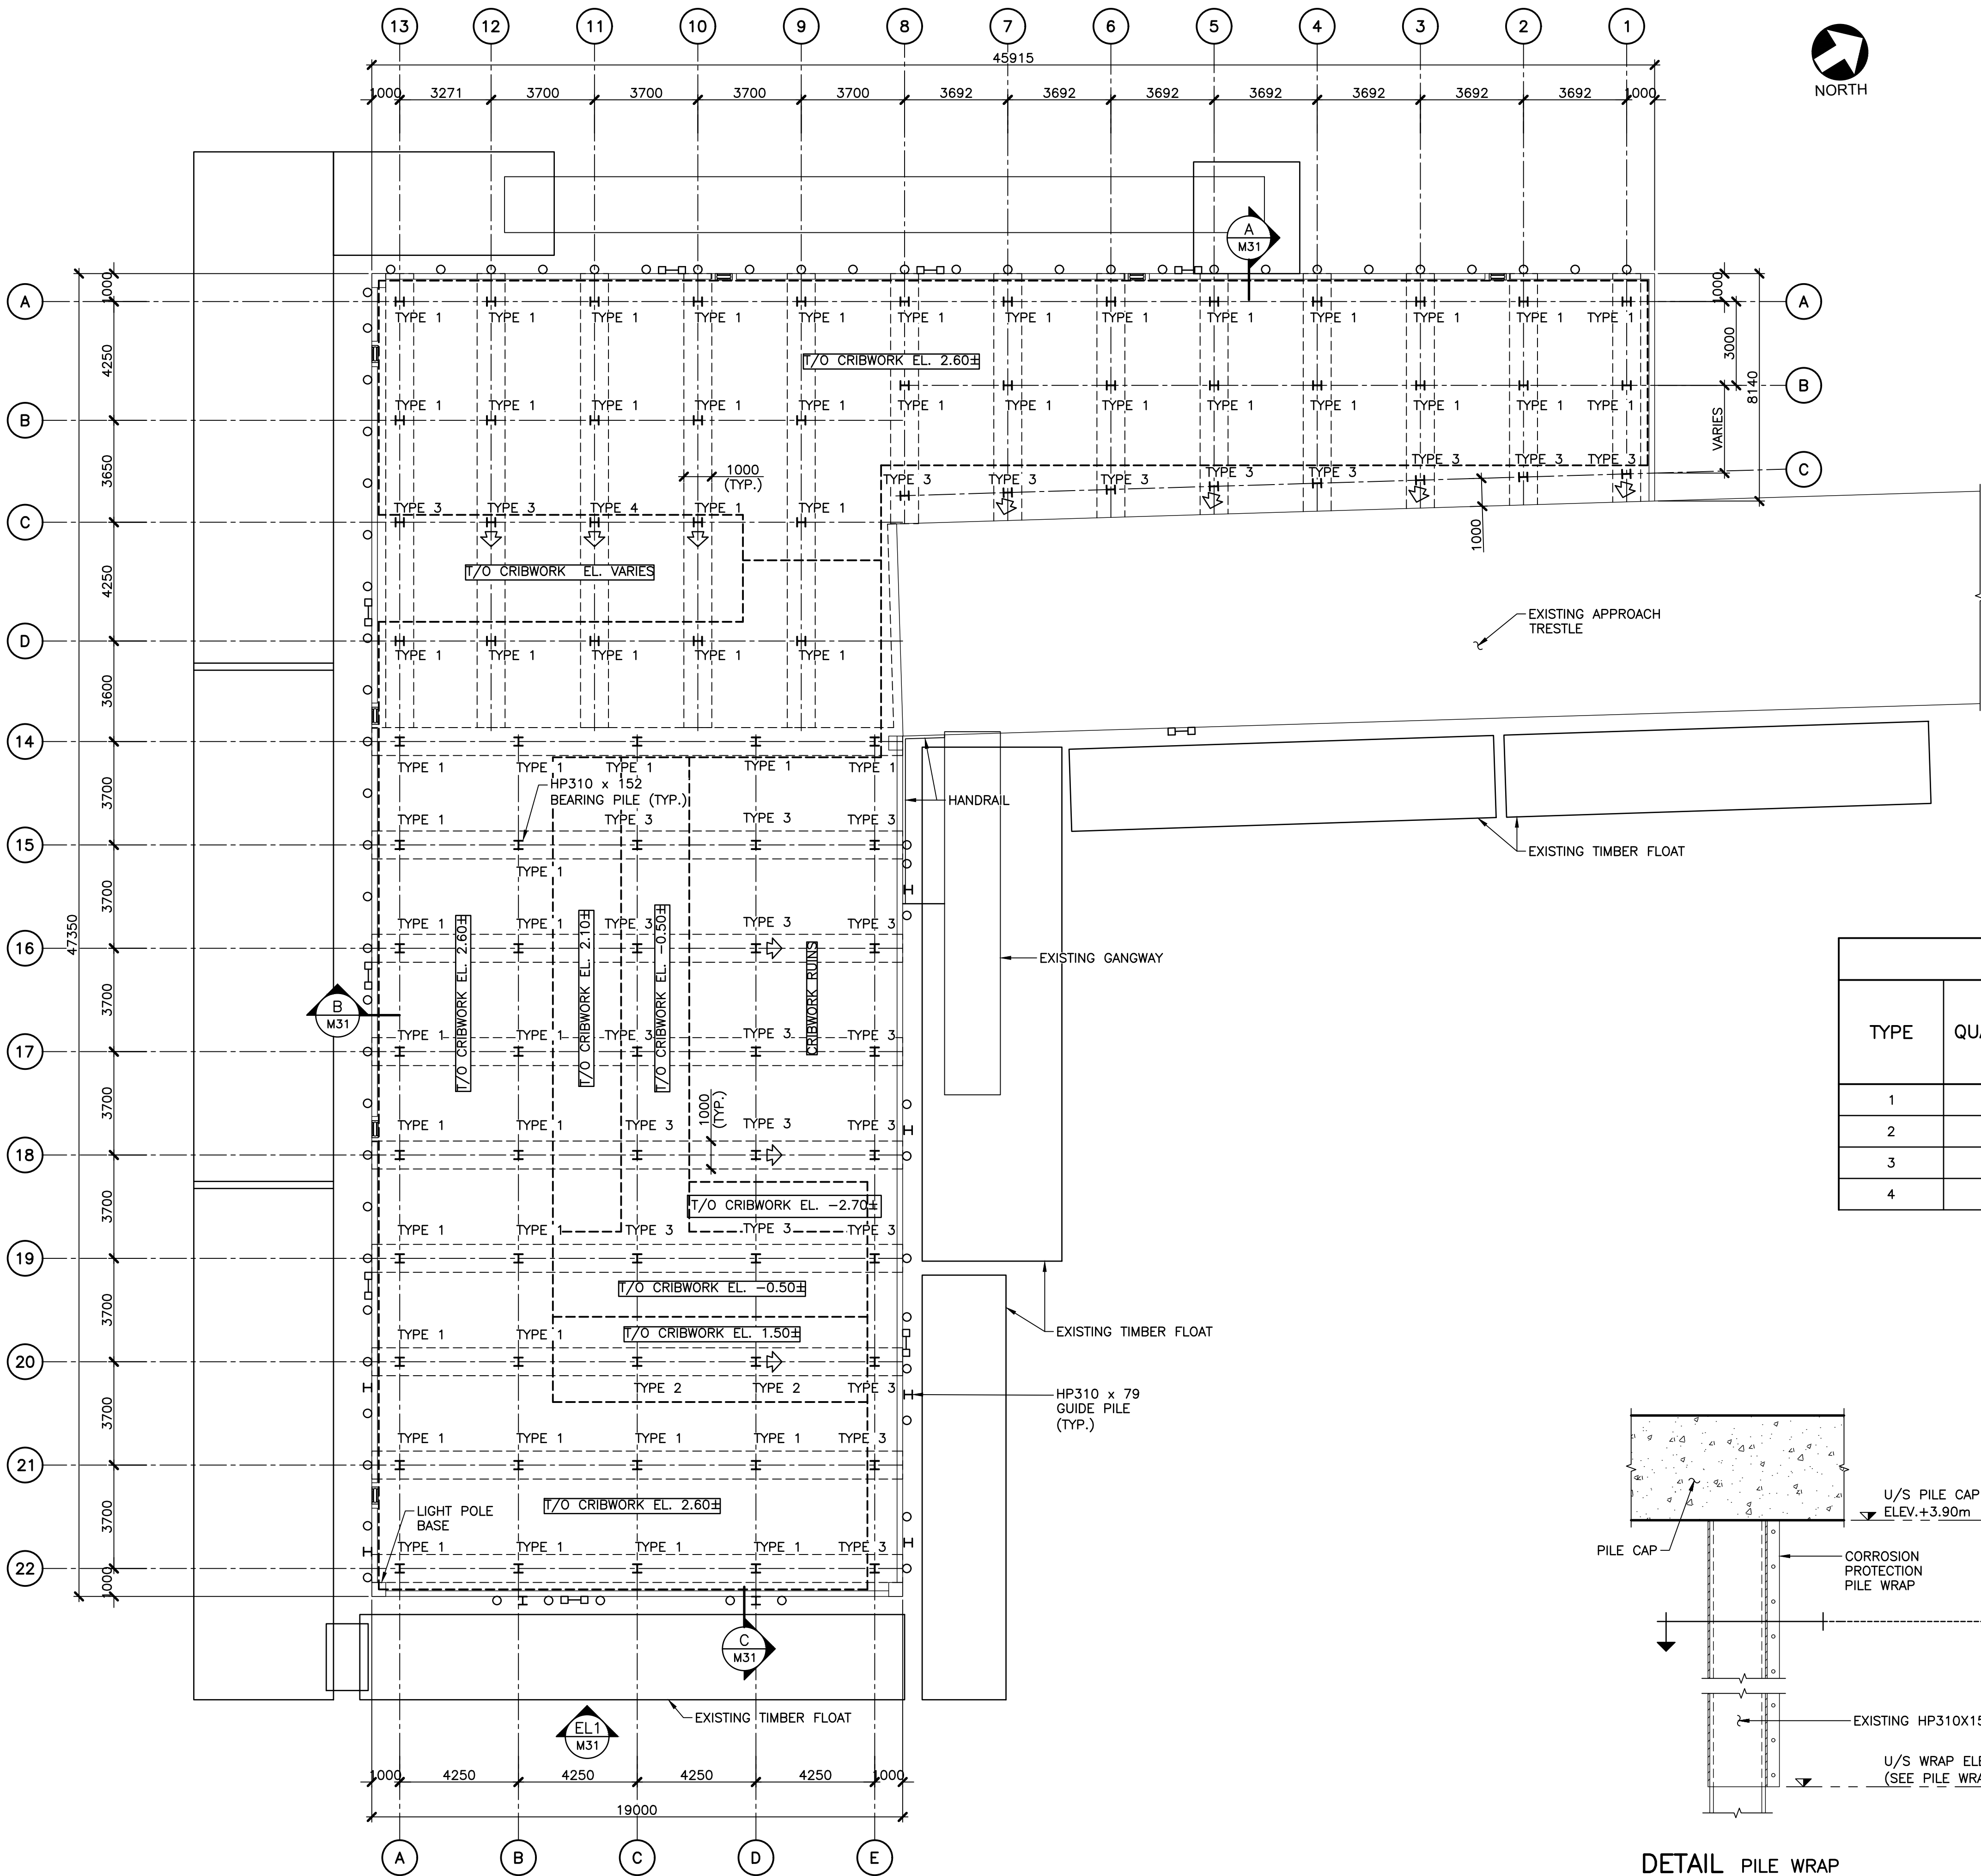 13 12 11 10 9 8 7 6 5 4 3 2 1
NORTH
45915
1000 3271 3700 3700 3700 3700 3692 3692 3692 3692 3692 3692 3692 1000
A
M31
1000
1000
A
A
TYPE 1 TYPE 1 TYPE 1 TYPE 1 TYPE 1 TYPE 1 TYPE 1 TYPE 1 TYPE 1 TYPE 1 TYPE 1 TYPE 1 TYPE 1
4250
3000
8140
T/O CRIBWORK EL. 2.60±
B
TYPE 1 TYPE 1 TYPE 1 TYPE 1 TYPE 1 TYPE 1 TYPE 1 TYPE 1 TYPE 1 TYPE 1 TYPE 1 TYPE 1 TYPE 1
B
VARIES
3650
1000
(TYP.)
TYPE 3 TYPE 3 TYPE 3 TYPE 3 TYPE 3 TYPE 3 TYPE 3 TYPE 3
C
TYPE 3 TYPE 3 TYPE 4 TYPE 1 TYPE 1
C
1000
4250
T/O CRIBWORK EL. VARIES
EXISTING APPROACH
TRESTLE
D
TYPE 1 TYPE 1 TYPE 1 TYPE 1 TYPE 1
3600
14
TYPE 1 TYPE 1 TYPE 1 TYPE 1 TYPE 1
HP310 x 152
BEARING PILE (TYP.)
HANDRAIL
3700
TYPE 1 TYPE 3 TYPE 3 TYPE 3
15
EXISTING TIMBER FLOAT
TYPE 1
3700
TYPE 1 TYPE 1 TYPE 3 TYPE 3 TYPE 3
16
47350
T/O CRIBWORK EL. 2.60±
T/O CRIBWORK EL. 2.10±
T/O CRIBWORK EL. −0.50±
CRIBWORK RUINS
EXISTING GANGWAY
3700
B
M31
TYPE 1 TYPE 1 TYPE 3 TYPE 3 TYPE 3
17
3700
1000
(TYP.)
TYPE 1 TYPE 1 TYPE 3 TYPE 3 TYPE 3
18
3700
T/O CRIBWORK EL. −2.70±
TYPE 1 TYPE 1 TYPE 3 TYPE 3 TYPE 3
19
T/O CRIBWORK EL. −0.50±
3700
T/O CRIBWORK EL. 1.50±
EXISTING TIMBER FLOAT
TYPE 1 TYPE 1
20
TYPE 2 TYPE 2 TYPE 3
HP310 x 79
GUIDE PILE
(TYP.)
3700
TYPE 1 TYPE 1 TYPE 1 TYPE 1 TYPE 3
21
T/O CRIBWORK EL. 2.60±
LIGHT POLE
BASE
3700
TYPE 1 TYPE 1 TYPE 1 TYPE 1 TYPE 3
22
1000
C
M31
EXISTING TIMBER FLOAT
EL1
M31
1000 4250 4250 4250 4250 1000
19000
A B C D E
TYPE
1
2
3
4
U/S PILE CAP
ELEV.+3.90m
PILE CAP
CORROSION
PROTECTION
PILE WRAP
EXISTING
U/S WRAP
(SEE PILE
DETAIL PILE WRAP